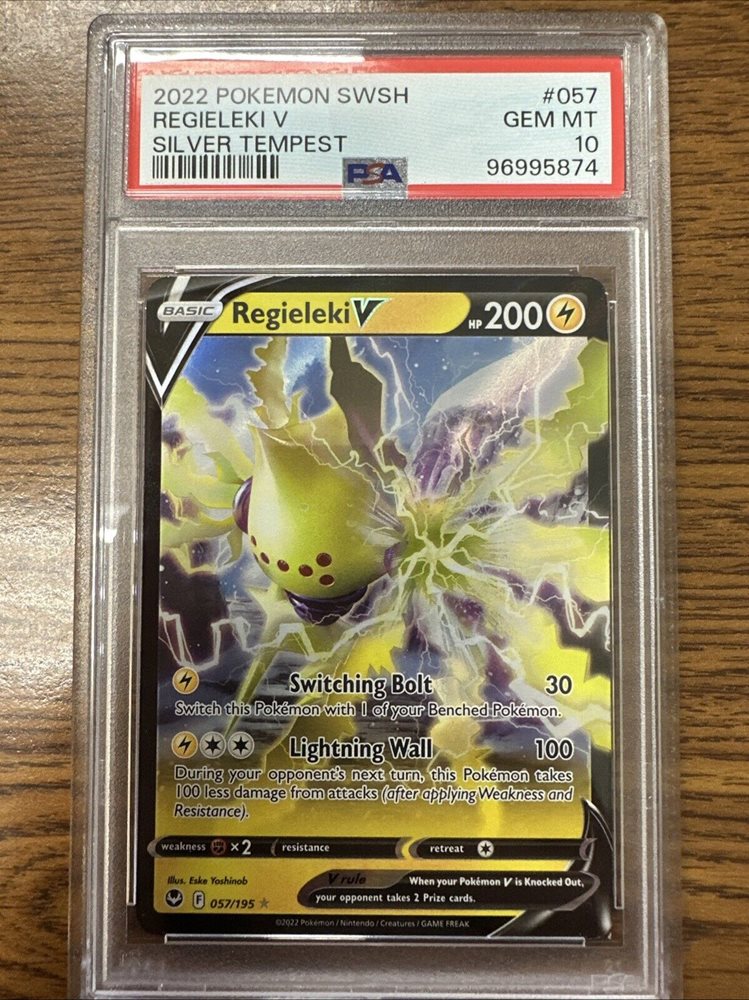 2022 POKEMON SWSH #057
REGIELEKI V GEM MT
SILVER TEMPEST 10
PSA 96995874
BASIC Regieleki V HP 200
Switching Bolt 30
Switch this Pokémon with 1 of your Benched Pokémon.
Lightning Wall 100
During your opponent's next turn, this Pokémon takes
100 less damage from attacks (after applying Weakness and
Resistance).
weakness ×2 resistance retreat
Illus. Eske Yoshinob
V rule When your Pokémon V is Knocked Out,
your opponent takes 2 Prize cards.
F 057/195
©2022 Pokémon / Nintendo / Creatures / GAME FREAK